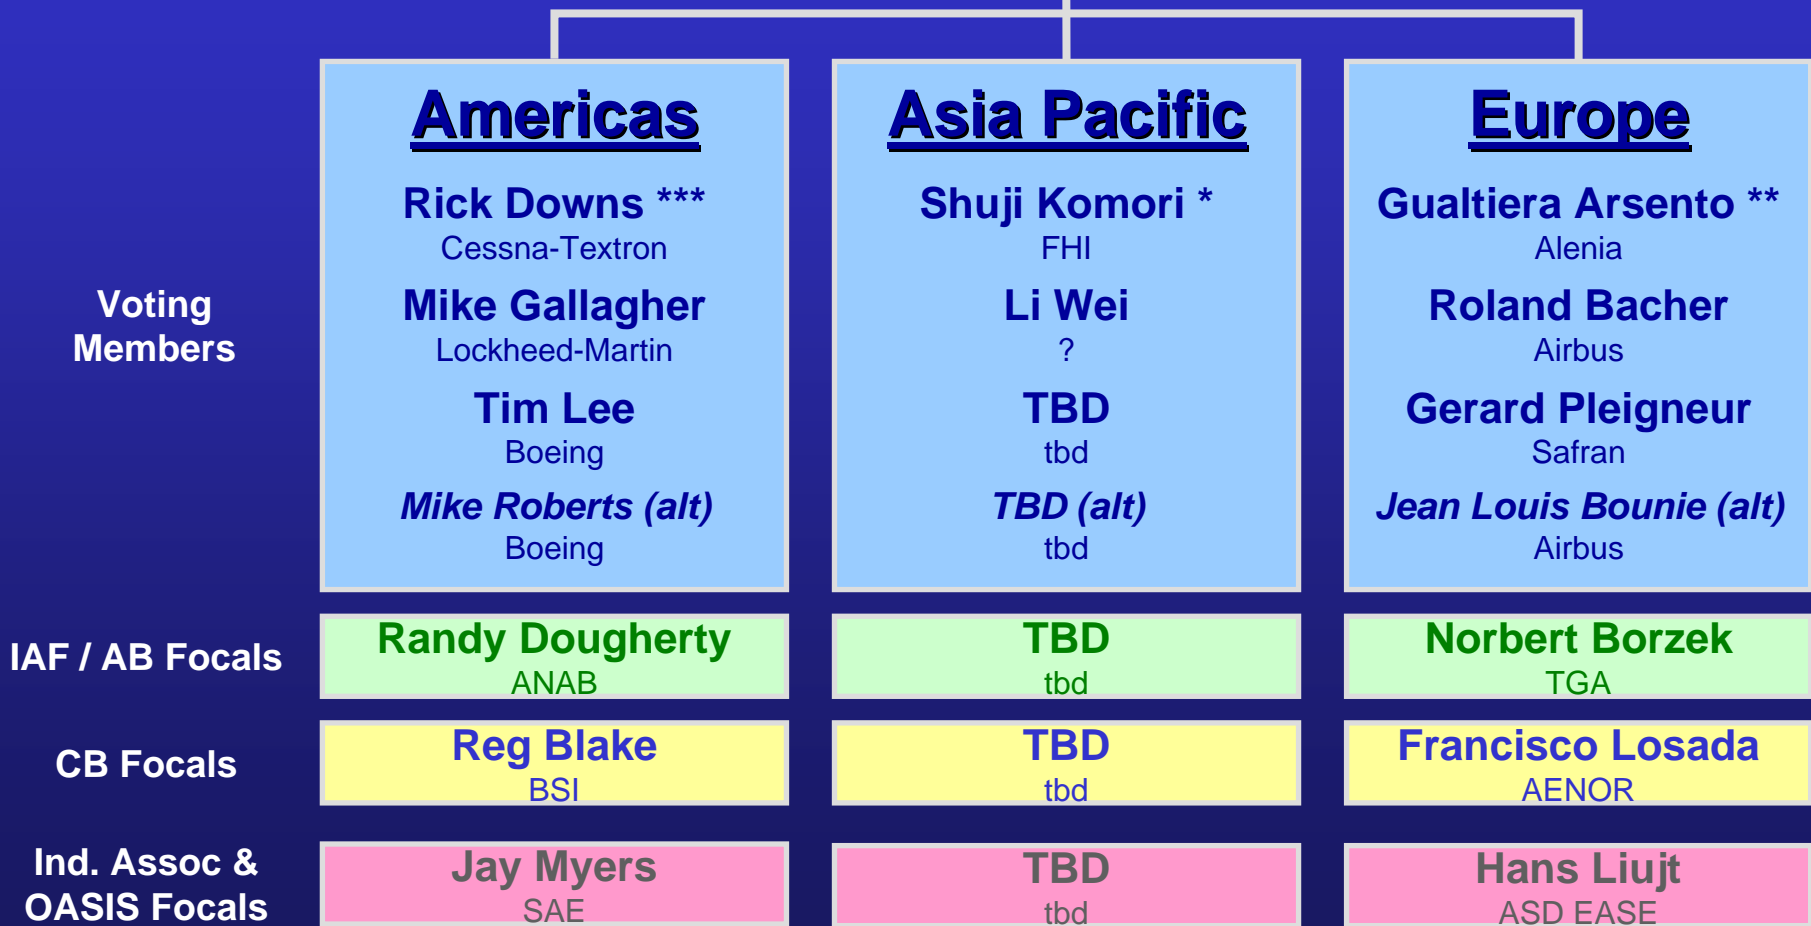 Americas
Asia Pacific
Europe
Voting
Members
Rick Downs ***
Cessna-Textron
Mike Gallagher
Lockheed-Martin
Tim Lee
Boeing
Mike Roberts (alt)
Boeing
Shuji Komori *
FHI
Li Wei
?
TBD
tbd
TBD (alt)
tbd
Gualtiera Arsento **
Alenia
Roland Bacher
Airbus
Gerard Pleigneur
Safran
Jean Louis Bounie (alt)
Airbus
IAF / AB Focals
Randy Dougherty
ANAB
TBD
tbd
Norbert Borzek
TGA
CB Focals
Reg Blake
BSI
TBD
tbd
Francisco Losada
AENOR
Ind. Assoc &
OASIS Focals
Jay Myers
SAE
TBD
tbd
Hans Liujt
ASD EASE